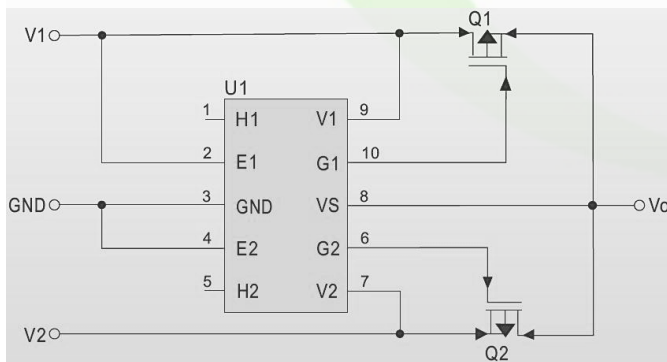 Q1
V1
U1
1 H1 V1 9
2 E1 G1 10
GND 3 GND VS 8 Vo
4 E2 G2 6
5 H2 V2 7
V2
Q2